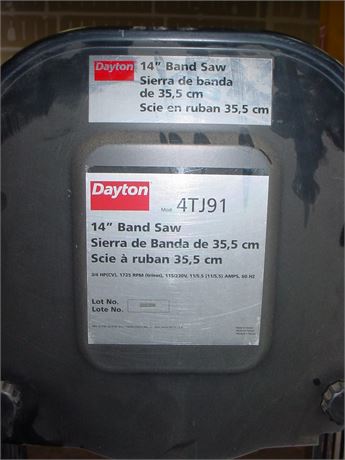 Dayton
14" Band Saw
Sierra de banda
de 35,5 cm
Scie en ruban 35,5 cm
Dayton
Mod. 4TJ91
14" Band Saw
Sierra de Banda de 35,5 cm
Scie à ruban 35,5 cm
3/4 HP(CV), 1725 RPM (tr/min), 115/230V, 11/5.5 (11/5,5) AMPS, 60 HZ
Lot No.
Lote No.